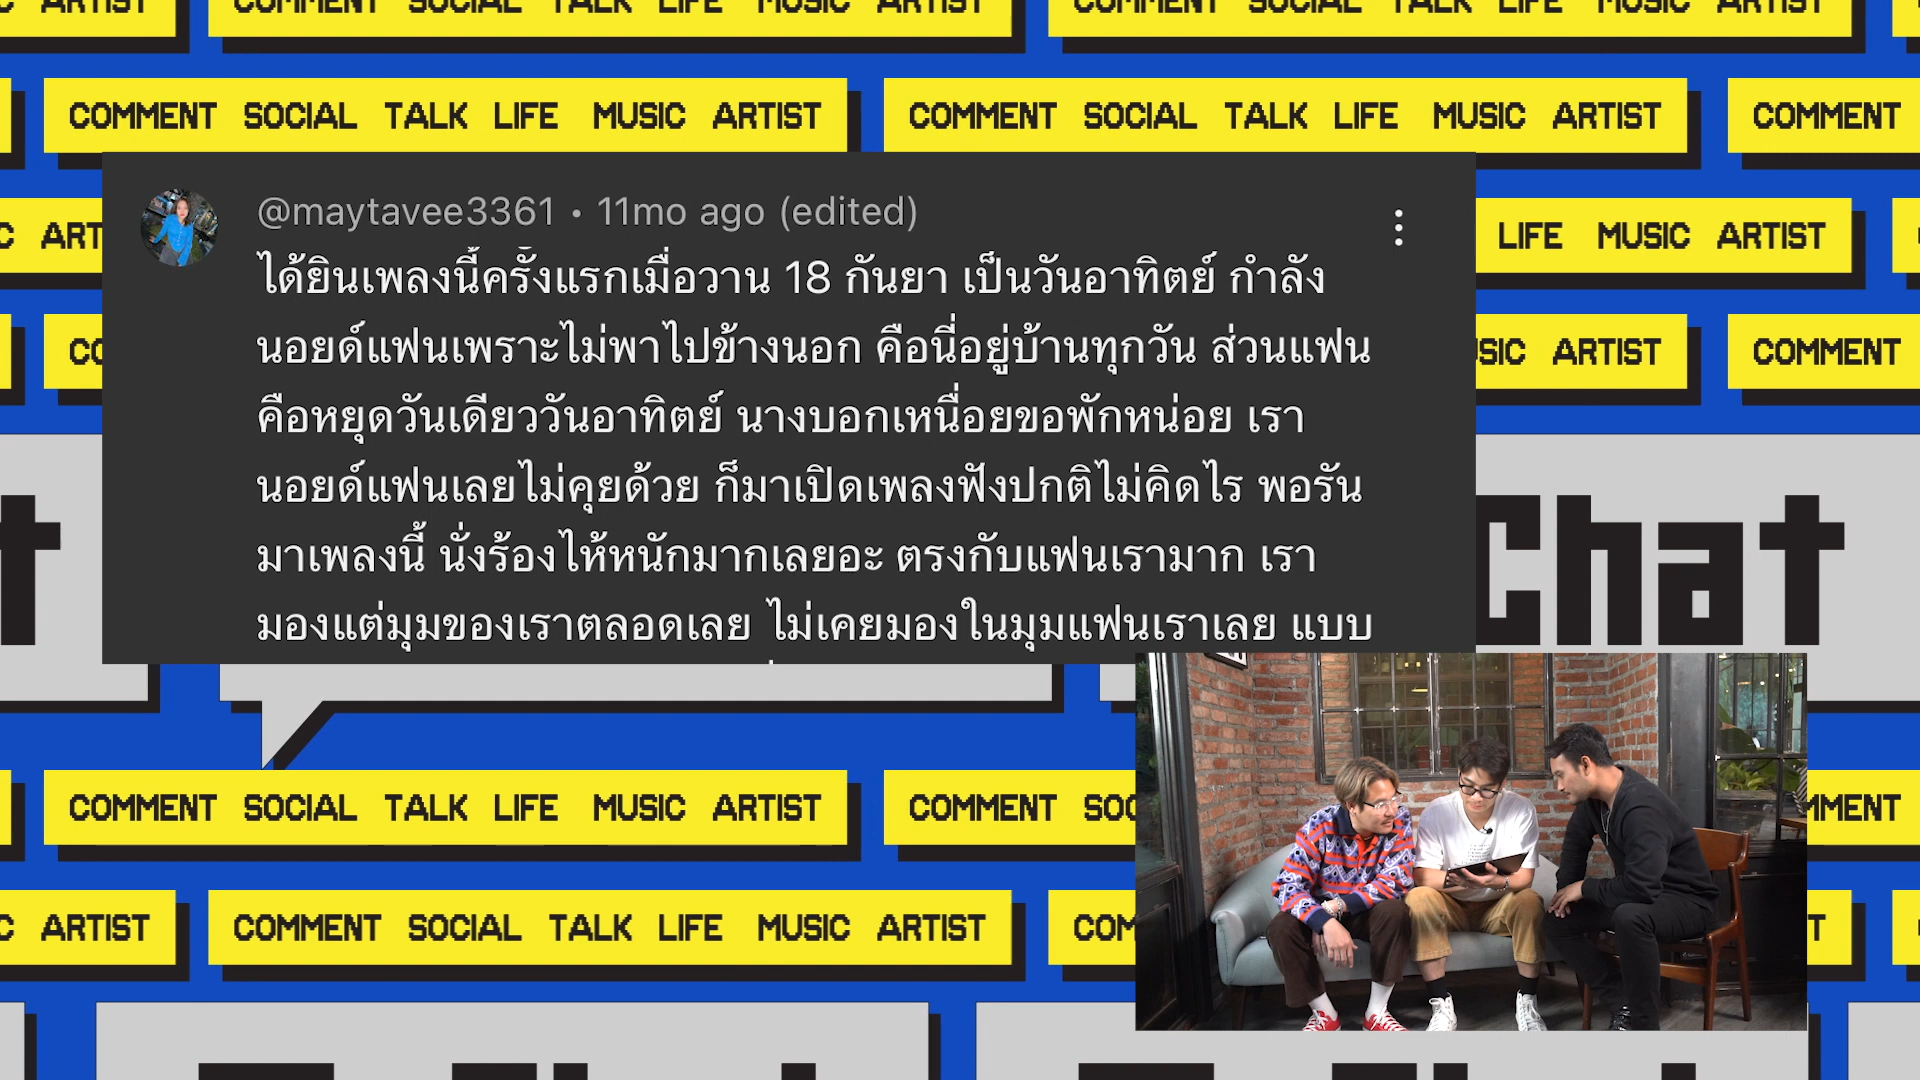 COMMENT SOCIAL TALK LIFE MUSIC ARTIST COMMENT SOCIAL TALK LIFE MUSIC ARTIST
COMMENT SOCIAL TALK LIFE MUSIC ARTIST COMMENT SOCIAL TALK LIFE MUSIC ARTIST COMMENT
@maytavee3361 • 11mo ago (edited)
ได้ยินเพลงนี้ครั้งแรกเมื่อวาน 18 กันยา เป็นวันอาทิตย์ กำลัง
นอยด์แฟนเพราะไม่พาไปข้างนอก คือนี่อยู่บ้านทุกวัน ส่วนแฟน
คือหยุดวันเดียววันอาทิตย์ นางบอกเหนื่อยขอพักหน่อย เรา
นอยด์แฟนเลยไม่คุยด้วย ก็มาเปิดเพลงฟังปกติไม่คิดไร พอรัน
มาเพลงนี้ นั่งร้องไห้หนักมากเลยอะ ตรงกับแฟนเรามาก เรา
มองแต่มุมของเราตลอดเลย ไม่เคยมองในมุมแฟนเราเลย แบบ
LIFE MUSIC ARTIST
ARTIST COMMENT
Chat
COMMENT SOCIAL TALK LIFE MUSIC ARTIST COMMENT
ARTIST COMMENT SOCIAL TALK LIFE MUSIC ARTIST